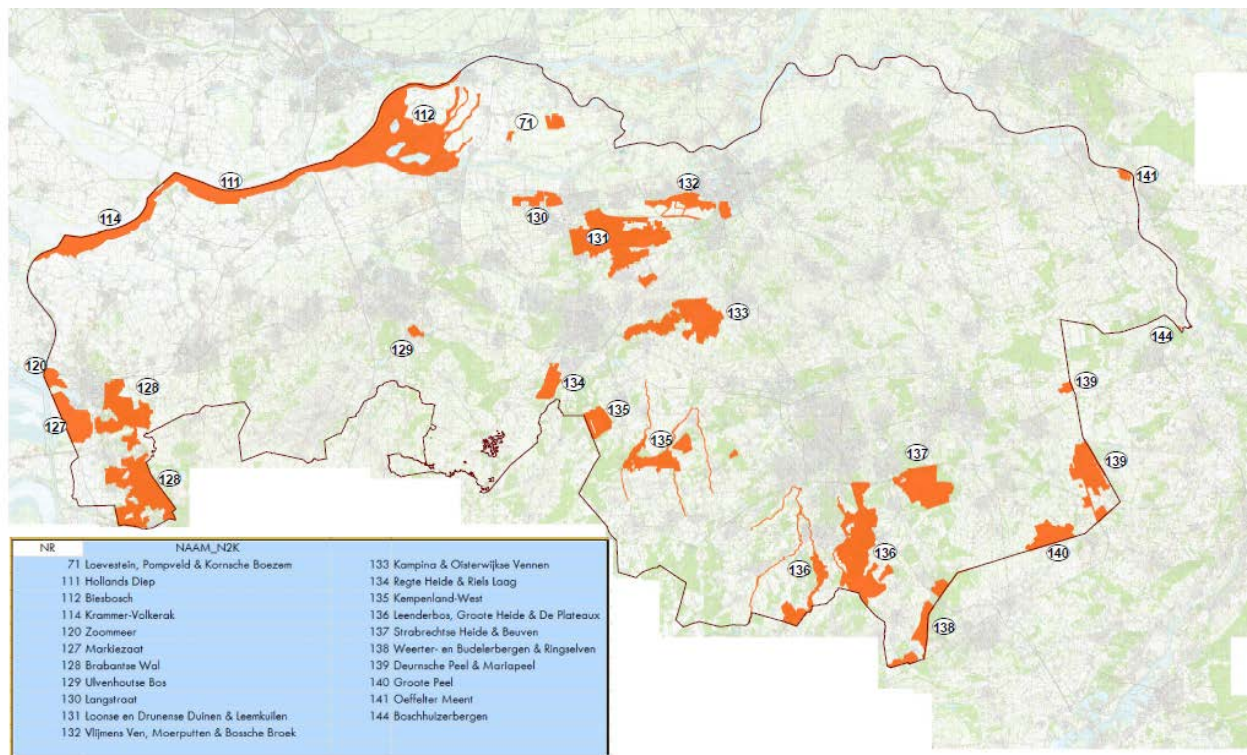 112
71
111
132
141
114
130
131
133
144
120
129
128
134
139
127
135
135
137
139
128
140
136
136
138
NR NAAM_N2K
71 Loevestein, Pompveld & Kornsche Boezem
111 Hollands Diep
112 Biesbosch
114 Krammer-Volkerak
120 Zoommeer
127 Markiezaat
128 Brabantse Wal
129 Ulvenhoutse Bos
130 Langstraat
131 Loonse en Drunense Duinen & Leemkuilen
132 Vlijmens Ven, Moerputten & Bossche Broek
133 Kampina & Oisterwijkse Vennen
134 Regte Heide & Riels Laag
135 Kempenland-West
136 Leenderbos, Groote Heide & De Plateaux
137 Strabrechtse Heide & Beuven
138 Weerter- en Budelerbergen & Ringselven
139 Deurnsche Peel & Mariapeel
140 Groote Peel
141 Oeffelter Meent
144 Boschhuizerbergen